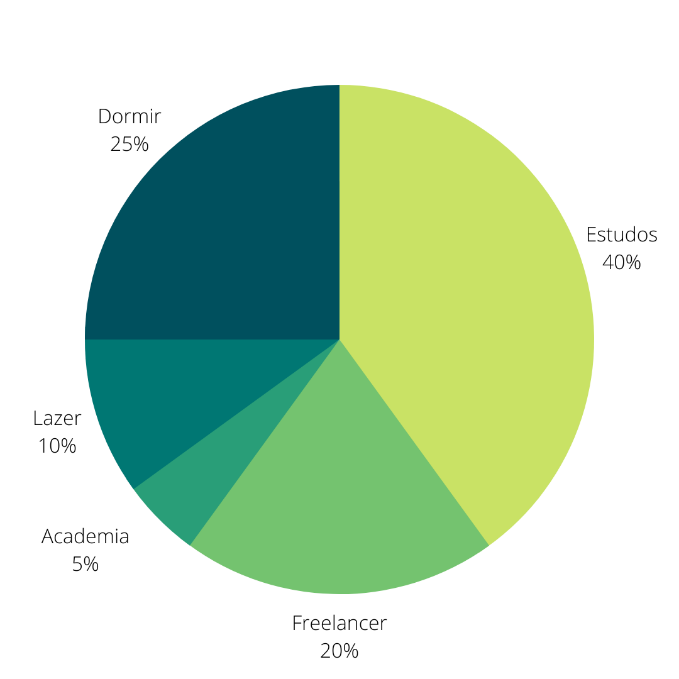 Dormir
25%
Estudos
40%
Lazer
10%
Academia
5%
Freelancer
20%